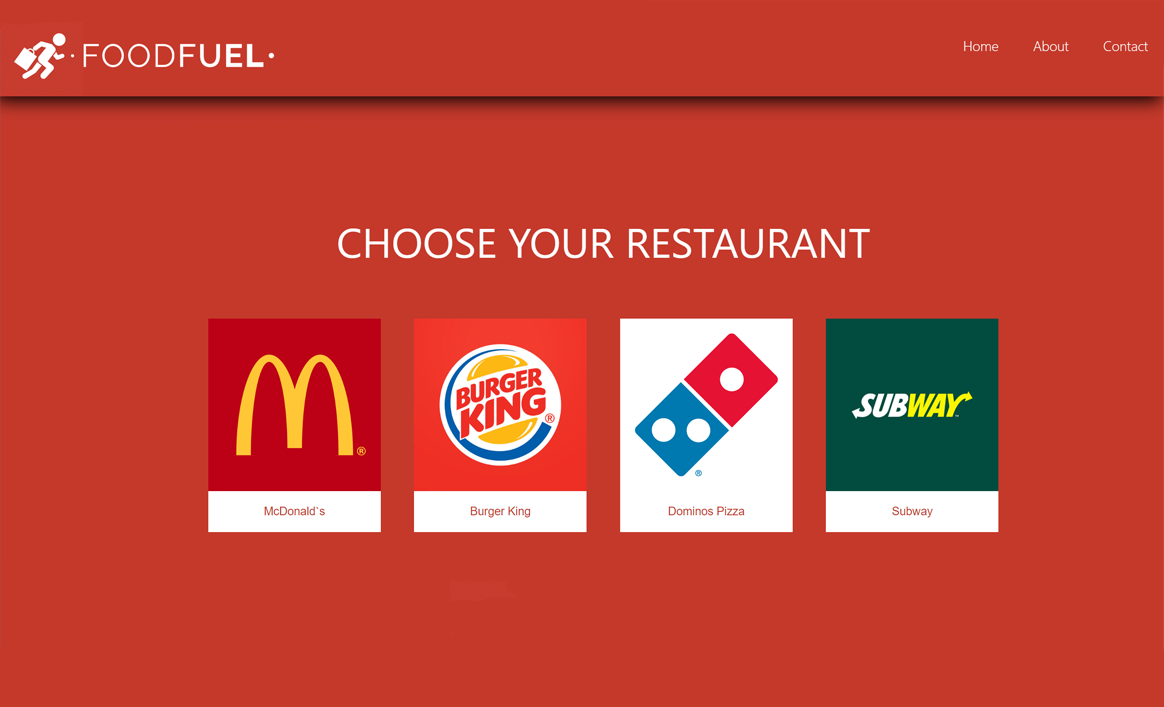 ·FOODFUEL·
Home About Contact
CHOOSE YOUR RESTAURANT
BURGER
KING®
®
®
SUBWAY™
McDonald`s
Burger King
Dominos Pizza
Subway